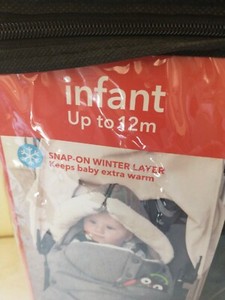 infant
Up to 12m
SNAP-ON WINTER LAYER
Keeps baby extra warm